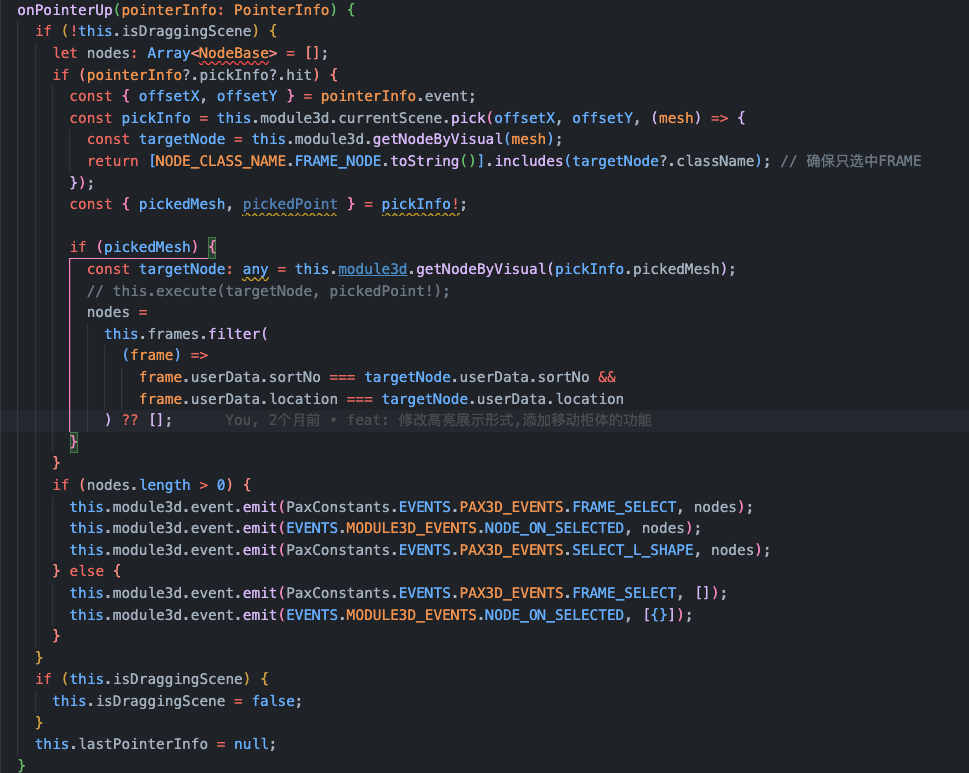 onPointerUp(pointerInfo: PointerInfo) {
if (!this.isDraggingScene) {
let nodes: Array<NodeBase> = [];
if (pointerInfo?.pickInfo?.hit) {
const { offsetX, offsetY } = pointerInfo.event;
const pickInfo = this.module3d.currentScene.pick(offsetX, offsetY, (mesh) => {
const targetNode = this.module3d.getNodeByVisual(mesh);
return [NODE_CLASS_NAME.FRAME_NODE.toString()].includes(targetNode?.className); // 确保只选中FRAME
});
const { pickedMesh, pickedPoint } = pickInfo!;
if (pickedMesh) {
const targetNode: any = this.module3d.getNodeByVisual(pickInfo.pickedMesh);
// this.execute(targetNode, pickedPoint!);
nodes =
this.frames.filter(
(frame) =>
frame.userData.sortNo === targetNode.userData.sortNo &&
frame.userData.location === targetNode.userData.location
) ?? []; You, 2个月前 • feat: 修改高亮展示形式,添加移动柜体的功能
}
}
if (nodes.length > 0) {
this.module3d.event.emit(PaxConstants.EVENTS.PAX3D_EVENTS.FRAME_SELECT, nodes);
this.module3d.event.emit(EVENTS.MODULE3D_EVENTS.NODE_ON_SELECTED, nodes);
this.module3d.event.emit(PaxConstants.EVENTS.PAX3D_EVENTS.SELECT_L_SHAPE, nodes);
} else {
this.module3d.event.emit(PaxConstants.EVENTS.PAX3D_EVENTS.FRAME_SELECT, []);
this.module3d.event.emit(EVENTS.MODULE3D_EVENTS.NODE_ON_SELECTED, [{}]);
}
}
if (this.isDraggingScene) {
this.isDraggingScene = false;
}
this.lastPointerInfo = null;
}